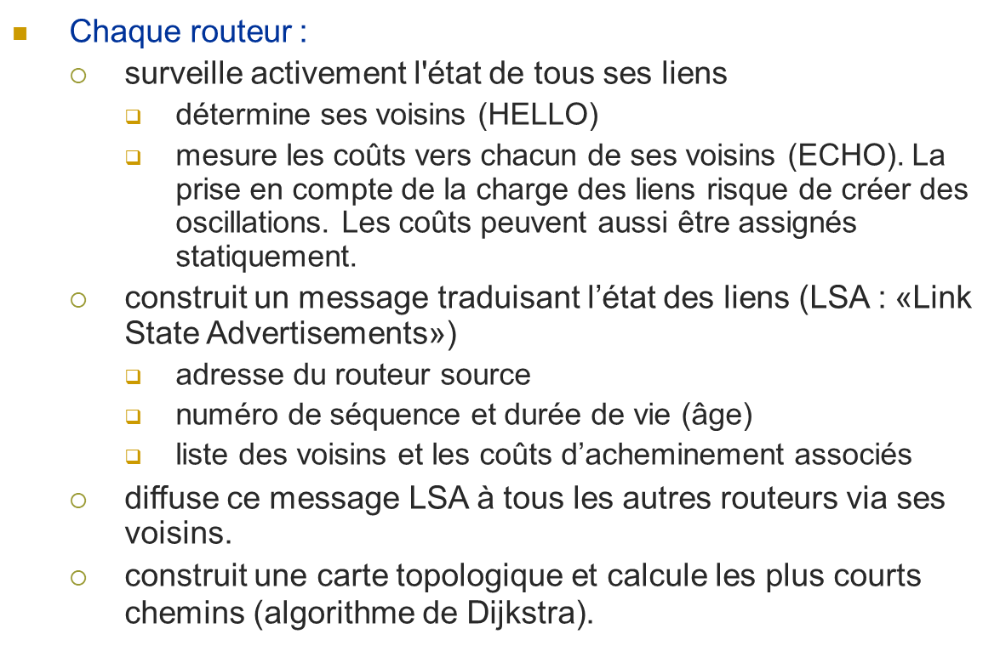 Chaque routeur :
surveille activement l'état de tous ses liens
détermine ses voisins (HELLO)
mesure les coûts vers chacun de ses voisins (ECHO). La
prise en compte de la charge des liens risque de créer des
oscillations. Les coûts peuvent aussi être assignés
statiquement.
construit un message traduisant l’état des liens (LSA : «Link
State Advertisements»)
adresse du routeur source
numéro de séquence et durée de vie (âge)
liste des voisins et les coûts d’acheminement associés
diffuse ce message LSA à tous les autres routeurs via ses
voisins.
construit une carte topologique et calcule les plus courts
chemins (algorithme de Dijkstra).